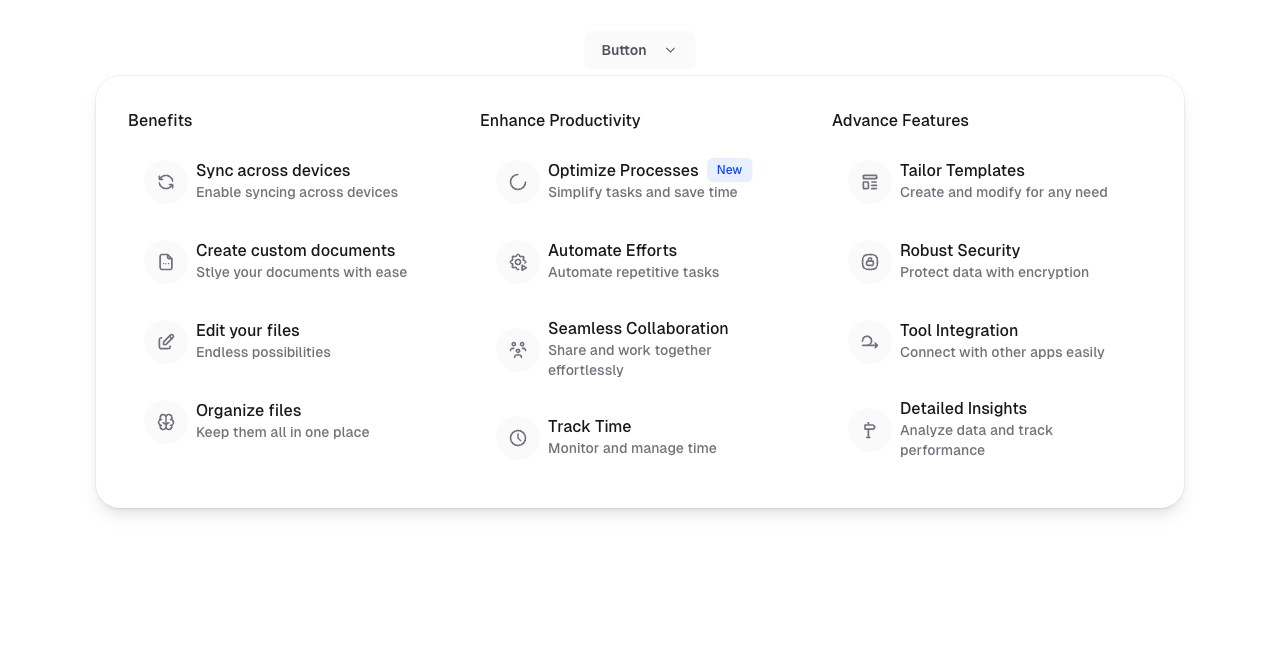 Button
Benefits
Sync across devices
Enable syncing across devices
Create custom documents
Stlye your documents with ease
Edit your files
Endless possibilities
Organize files
Keep them all in one place
Enhance Productivity
Optimize Processes New
Simplify tasks and save time
Automate Efforts
Automate repetitive tasks
Seamless Collaboration
Share and work together
effortlessly
Track Time
Monitor and manage time
Advance Features
Tailor Templates
Create and modify for any need
Robust Security
Protect data with encryption
Tool Integration
Connect with other apps easily
Detailed Insights
Analyze data and track
performance